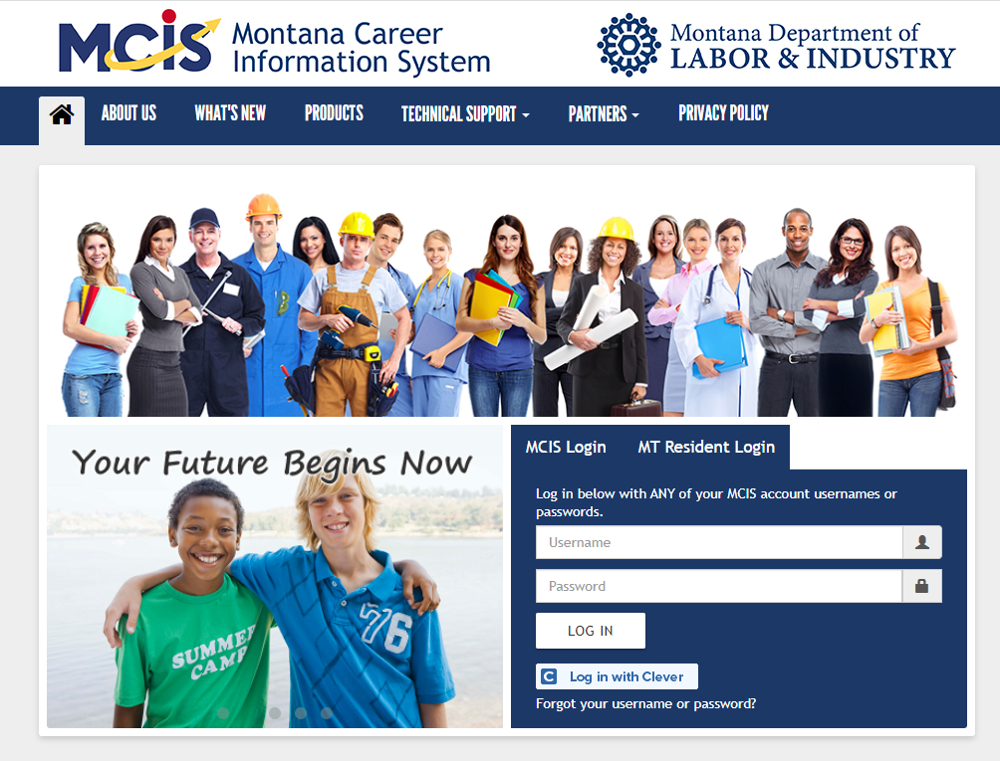 MCIS Montana Career
Information System
Montana Department of
LABOR & INDUSTRY
ABOUT US
WHAT'S NEW
PRODUCTS
TECHNICAL SUPPORT
PARTNERS
PRIVACY POLICY
Your Future Begins Now
SUMMER
CAMP
76
MCIS Login
MT Resident Login
Log in below with ANY of your MCIS account usernames or
passwords.
Username
Password
LOG IN
C Log in with Clever
Forgot your username or password?